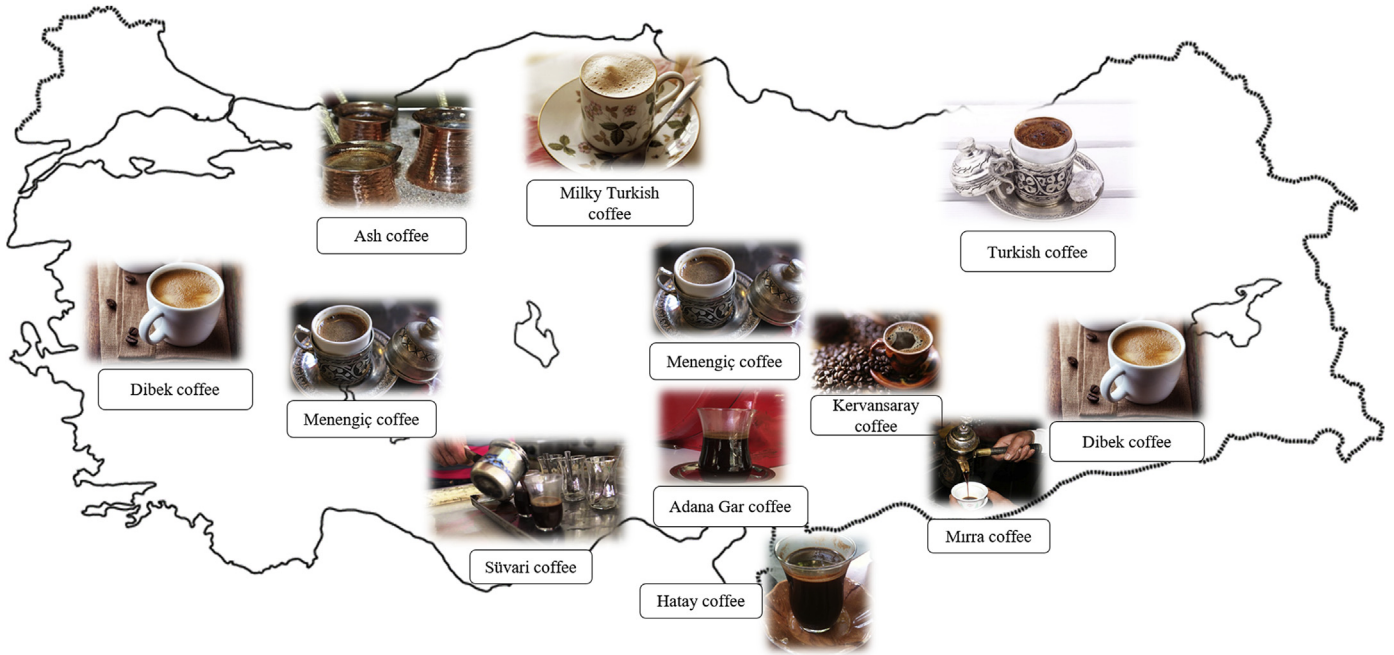 Milky Turkish
coffee
Ash coffee
Turkish coffee
Menengiç coffee
Dibek coffee
Menengiç coffee
Kervansaray
coffee
Dibek coffee
Adana Gar coffee
Mırra coffee
Süvari coffee
Hatay coffee